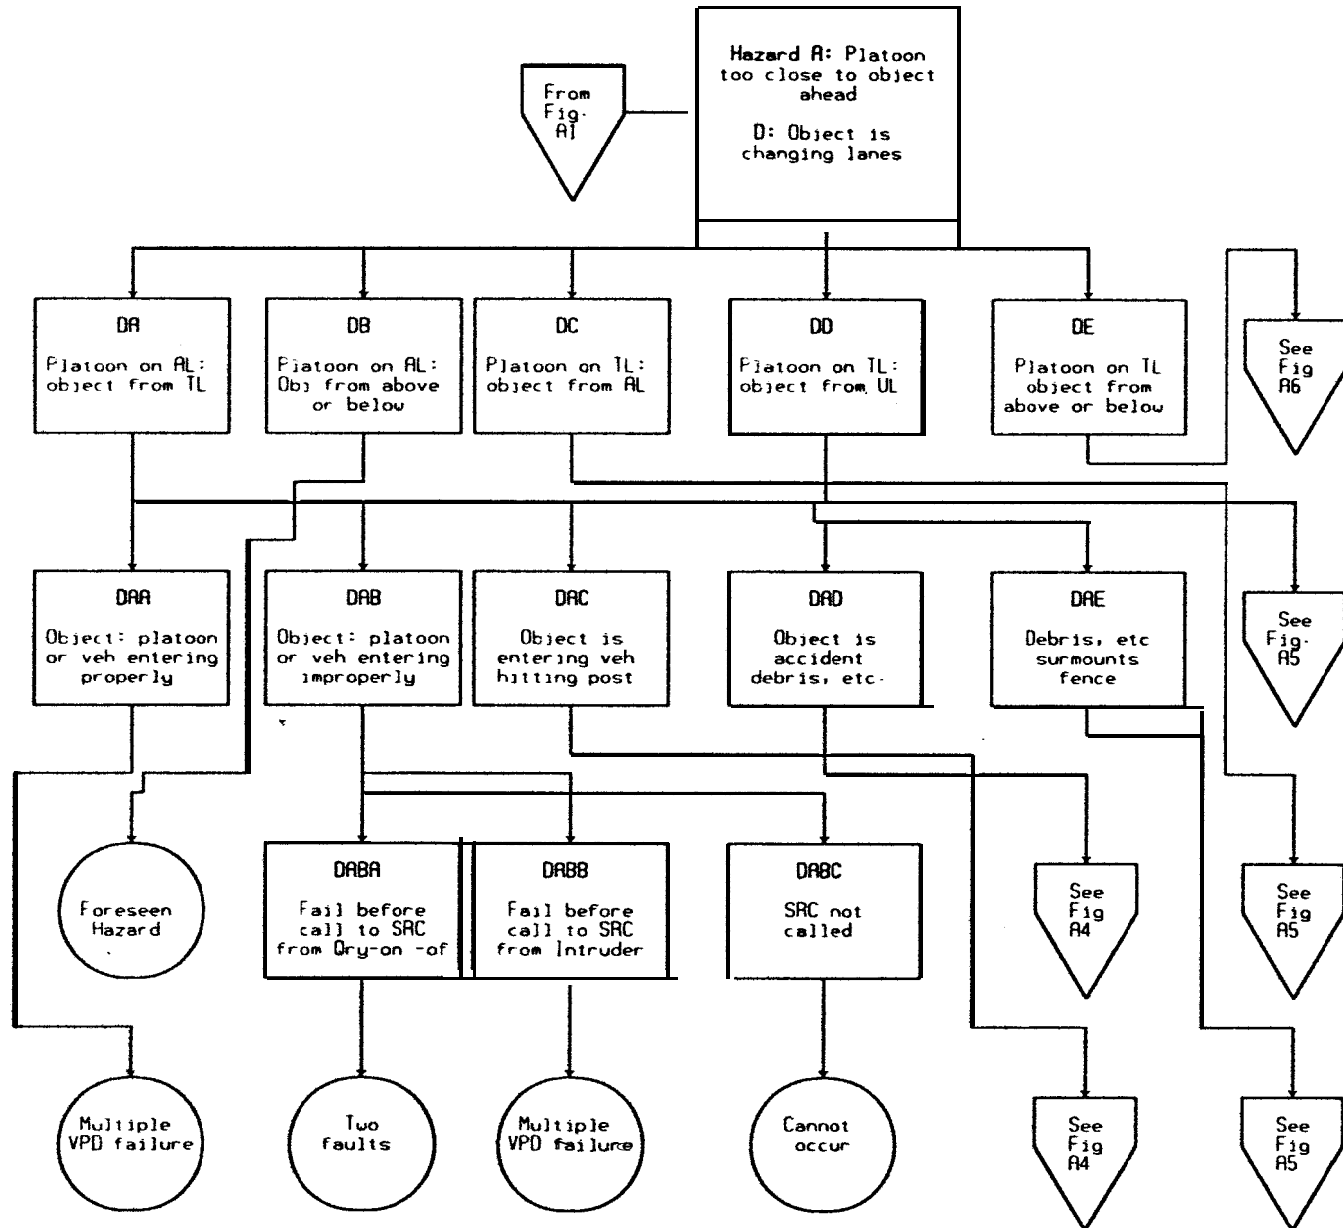 Hazard A: Platoon
too close to object
ahead
D: Object is
changing lanes
From
Fig.
A1
DA
Platoon on AL:
object from TL
DB
Platoon on AL:
Obj from above
or below
DC
Platoon on TL:
object from AL
DD
Platoon on TL:
object from UL
DE
Platoon on TL
object from
above or below
See
Fig
A6
DAA
Object: platoon
or veh entering
properly
DAB
Object: platoon
or veh entering
improperly
DAC
Object is
entering veh
hitting post
DAD
Object is
accident
debris, etc.
DAE
Debris, etc
surmounts
fence
See
Fig.
A5
Foreseen
Hazard
DABA
Fail before
call to SRC
from Qry-on -of
DABB
Fail before
call to SRC
from Intruder
DABC
SRC not
called
See
Fig
A4
See
Fig
A5
Multiple
VPD failure
Two
faults
Multiple
VPD failure
Cannot
occur
See
Fig
A4
See
Fig
A5